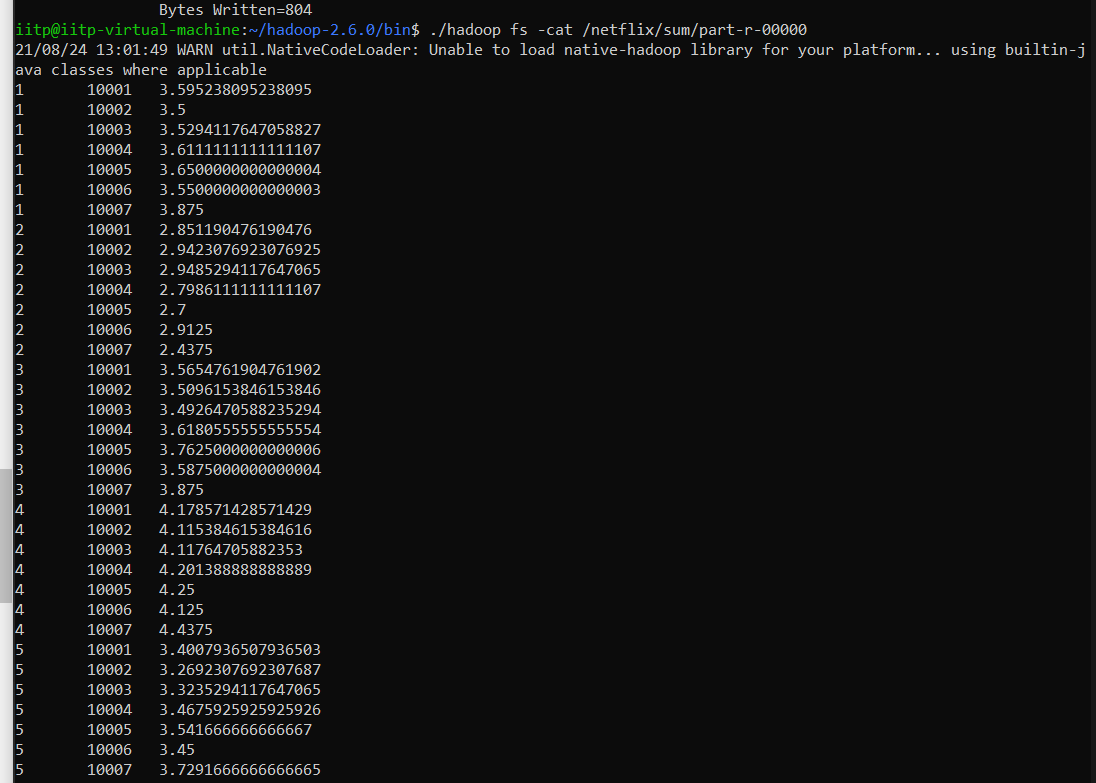 Bytes Written=804
iitp@iitp-virtual-machine:~/hadoop-2.6.0/bin$ ./hadoop fs -cat /netflix/sum/part-r-00000
21/08/24 13:01:49 WARN util.NativeCodeLoader: Unable to load native-hadoop library for your platform... using builtin-j
ava classes where applicable
1 10001 3.595238095238095
1 10002 3.5
1 10003 3.5294117647058827
1 10004 3.6111111111111107
1 10005 3.6500000000000004
1 10006 3.5500000000000003
1 10007 3.875
2 10001 2.851190476190476
2 10002 2.9423076923076925
2 10003 2.9485294117647065
2 10004 2.7986111111111107
2 10005 2.7
2 10006 2.9125
2 10007 2.4375
3 10001 3.5654761904761902
3 10002 3.5096153846153846
3 10003 3.4926470588235294
3 10004 3.6180555555555554
3 10005 3.7625000000000006
3 10006 3.5875000000000004
3 10007 3.875
4 10001 4.178571428571429
4 10002 4.115384615384616
4 10003 4.11764705882353
4 10004 4.201388888888889
4 10005 4.25
4 10006 4.125
4 10007 4.4375
5 10001 3.4007936507936503
5 10002 3.2692307692307687
5 10003 3.3235294117647065
5 10004 3.4675925925925926
5 10005 3.541666666666667
5 10006 3.45
5 10007 3.7291666666666665